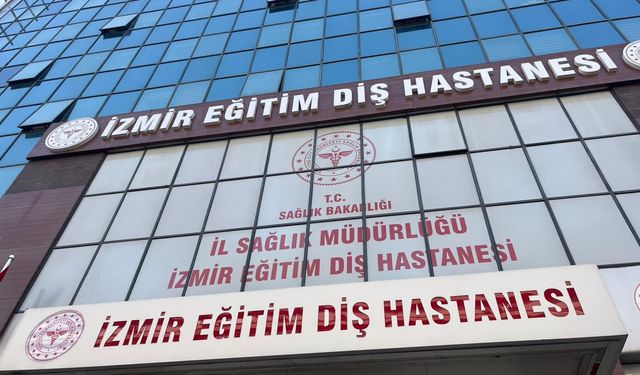 İZMİR EĞİTİM DİŞ HASTANESİ
T.C.
SAĞLIK BAKANLIĞI
İL SAĞLIK MÜDÜRLÜĞÜ
İZMİR EĞİTİM DİŞ HASTANESİ
İZMİR EĞİTİM DİŞ HASTANESİ